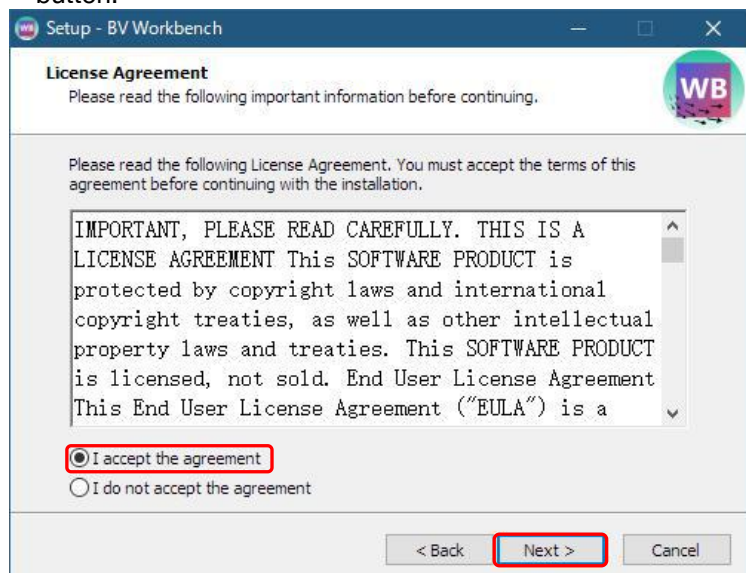 button.
Setup - BV Workbench
License Agreement
Please read the following important information before continuing.
WB
Please read the following License Agreement. You must accept the terms of this
agreement before continuing with the installation.
IMPORTANT, PLEASE READ CAREFULLY. THIS IS A
LICENSE AGREEMENT This SOFTWARE PRODUCT is
protected by copyright laws and international
copyright treaties, as well as other intellectual
property laws and treaties. This SOFTWARE PRODUCT
is licensed, not sold. End User License Agreement
This End User License Agreement ("EULA") is a
I accept the agreement
I do not accept the agreement
< Back Next > Cancel